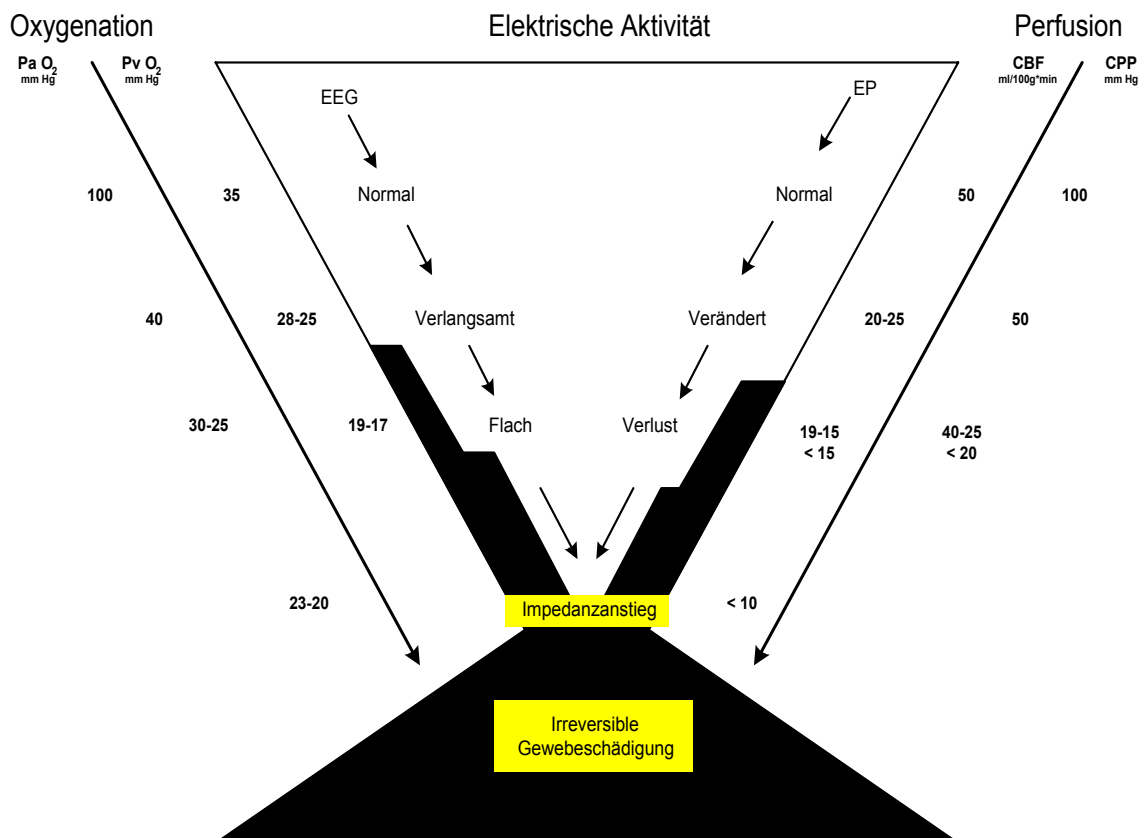 Oxygenation Elektrische Aktivität Perfusion
Pa O2 Pv O2 CBF CPP
mm Hg mm Hg ml/100g*min mm Hg
EEG EP
100 35 Normal Normal 50 100
40 28-25 Verlangsamt Verändert 20-25 50
30-25 19-17 Flach Verlust 19-15 40-25
< 15 < 20
23-20 Impedanzanstieg < 10
Irreversible
Gewebeschädigung